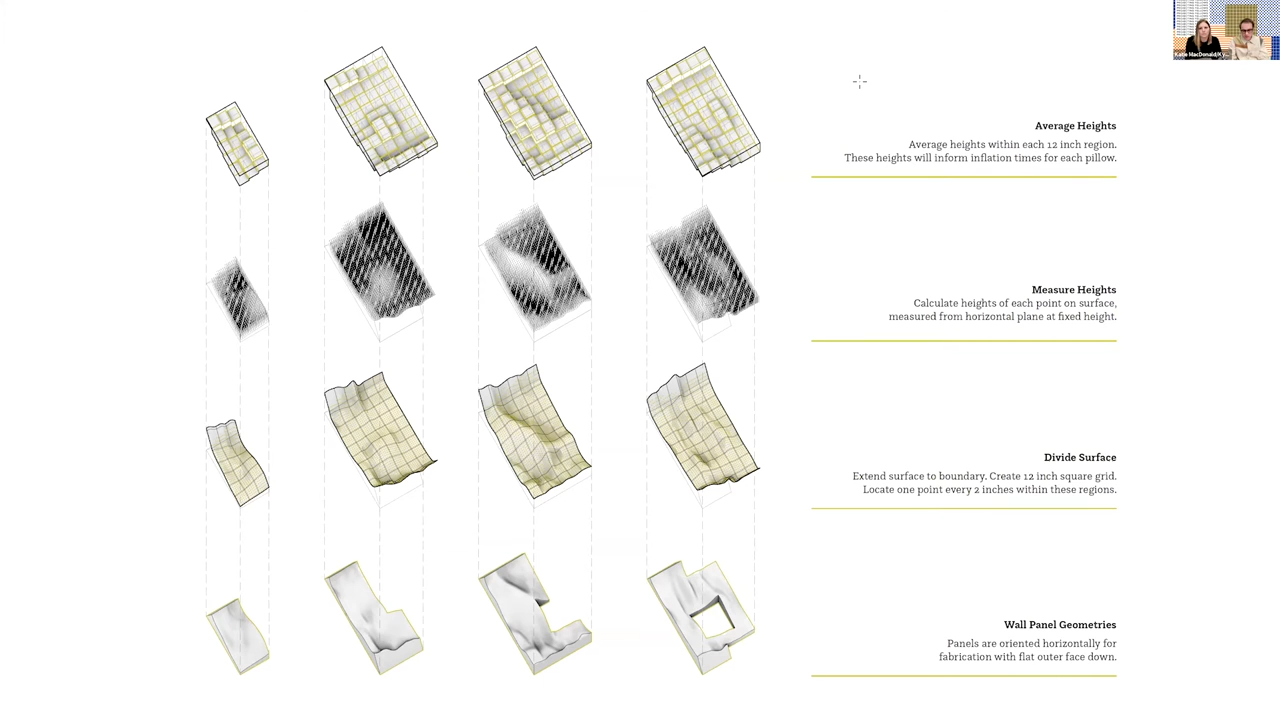 Katie MacDonald/Ky...
Average Heights
Average heights within each 12 inch region.
These heights will inform inflation times for each pillow.
Measure Heights
Calculate heights of each point on surface,
measured from horizontal plane at fixed height.
Divide Surface
Extend surface to boundary. Create 12 inch square grid.
Locate one point every 2 inches within these regions.
Wall Panel Geometries
Panels are oriented horizontally for
fabrication with flat outer face down.